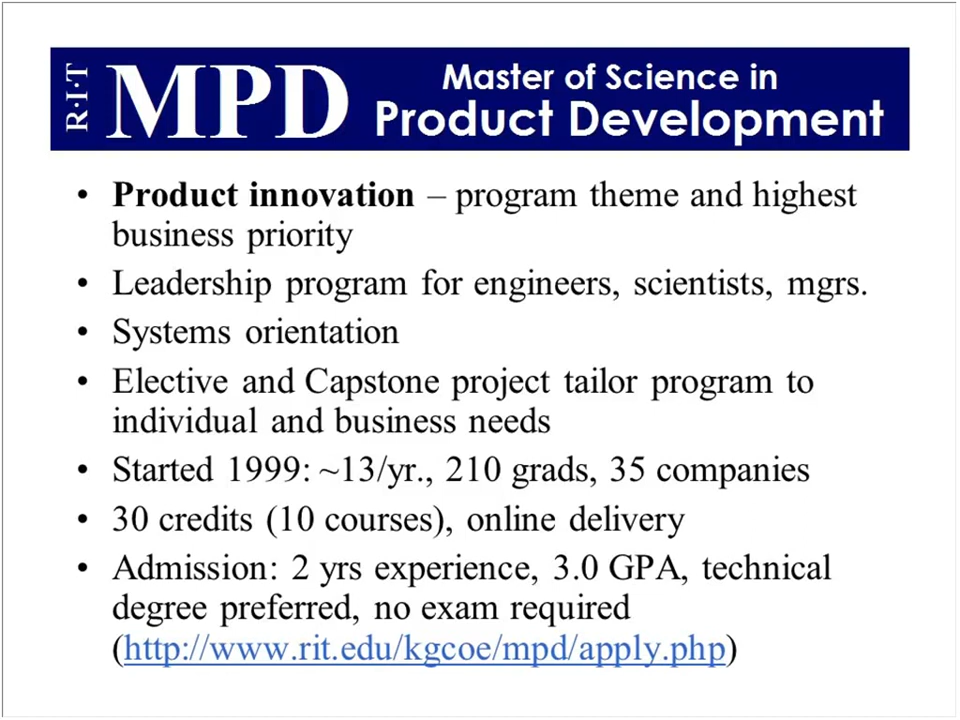 R·I·T MPD Master of Science in
Product Development
• Product innovation – program theme and highest
business priority
• Leadership program for engineers, scientists, mgrs.
• Systems orientation
• Elective and Capstone project tailor program to
individual and business needs
• Started 1999: ~13/yr., 210 grads, 35 companies
• 30 credits (10 courses), online delivery
• Admission: 2 yrs experience, 3.0 GPA, technical
degree preferred, no exam required
(http://www.rit.edu/kgcoe/mpd/apply.php)